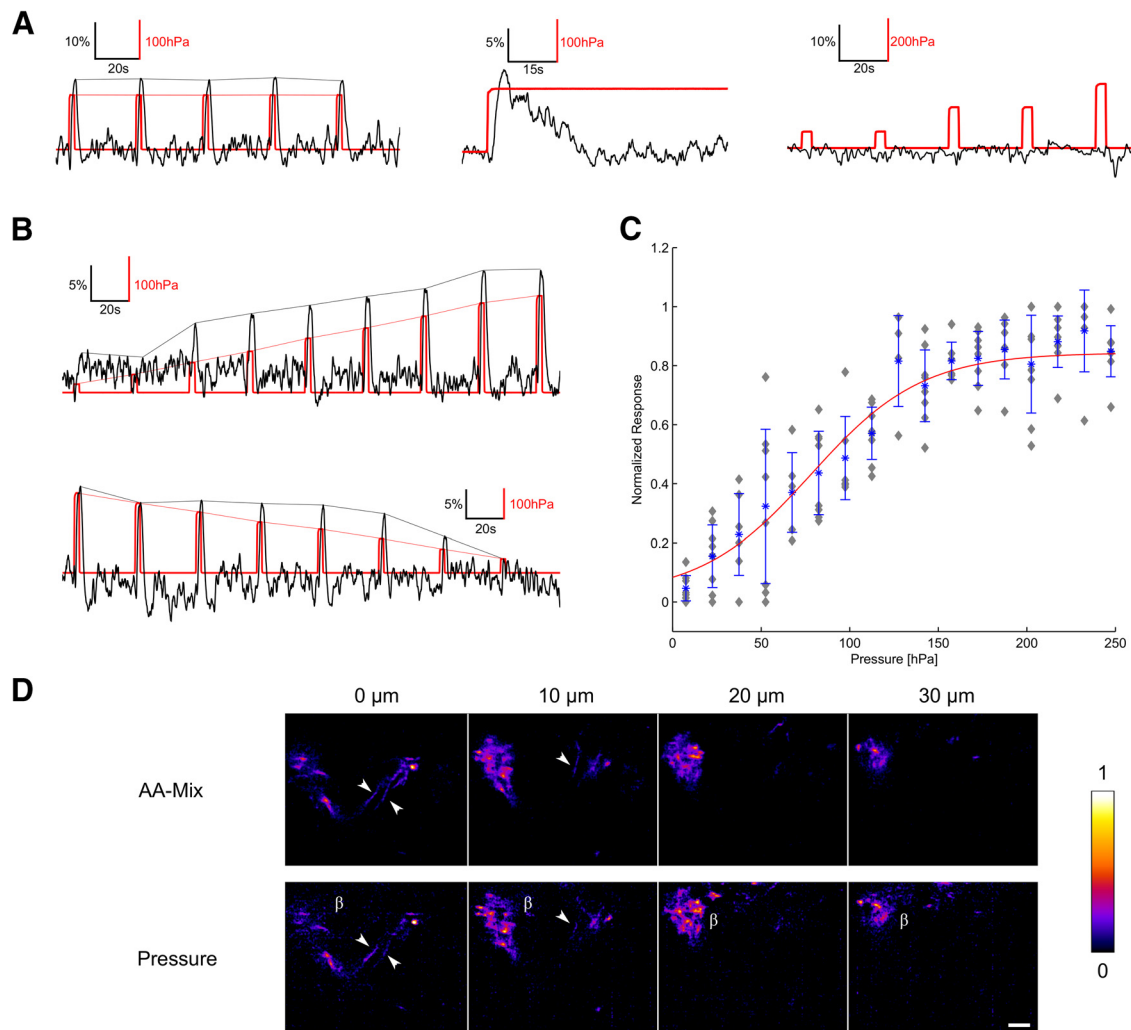 A
10%
100hPa
20s
5%
100hPa
15s
10%
200hPa
20s
B
5%
100hPa
20s
5%
100hPa
20s
C
1.2
1
0.8
0.6
0.4
0.2
0
Normalized Response
0 50 100 150 200 250
Pressure [hPa]
D
0 µm 10 µm 20 µm 30 µm
AA-Mix
β β β β
Pressure
1
0